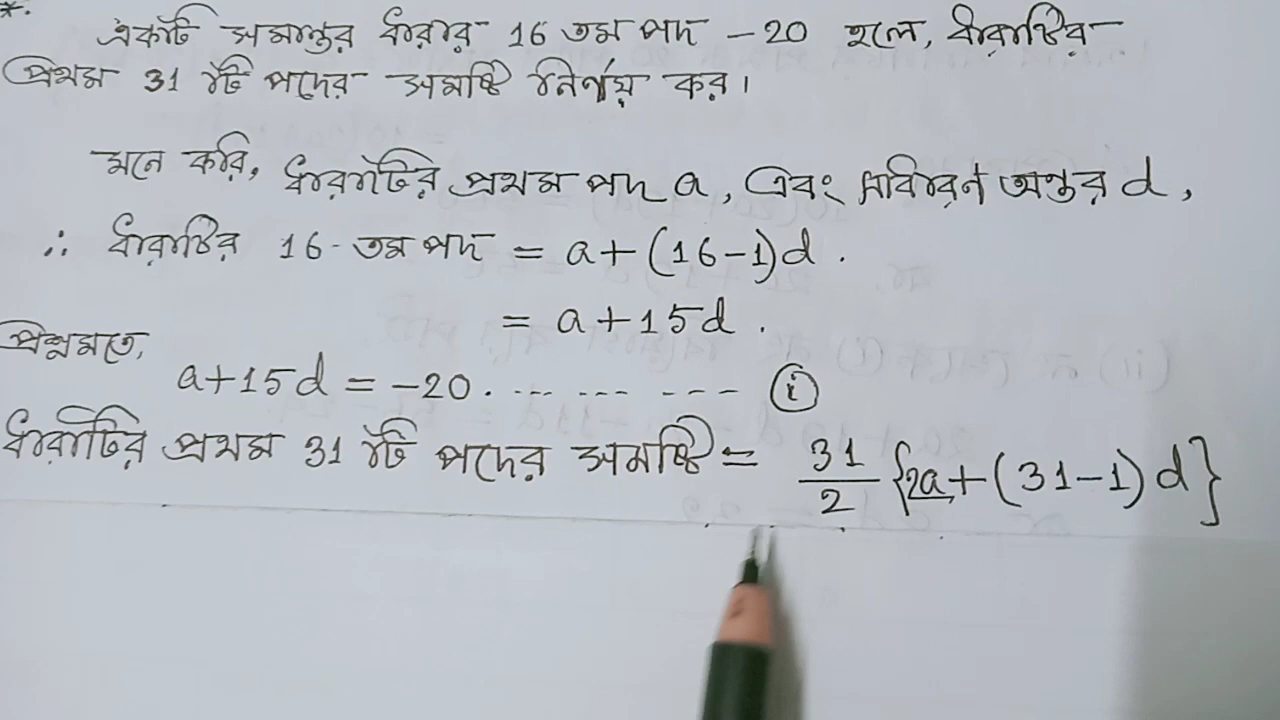 *.
একটি সমান্তর ধারার 16 তম পদ -20 হলে, ধারাটির
প্রথম 31 টি পদের সমষ্টি নির্ণয় কর।
মনে করি, ধারাটির প্রথম পদ a, এবং সাধারণ অন্তর d,
∴ ধারাটির 16-তম পদ = a+(16-1)d.
= a+15d.
প্রশ্নমতে,
a+15d = -20. --- --- --- (i)
ধারাটির প্রথম 31 টি পদের সমষ্টি = 31/2 {2a+(31-1)d}